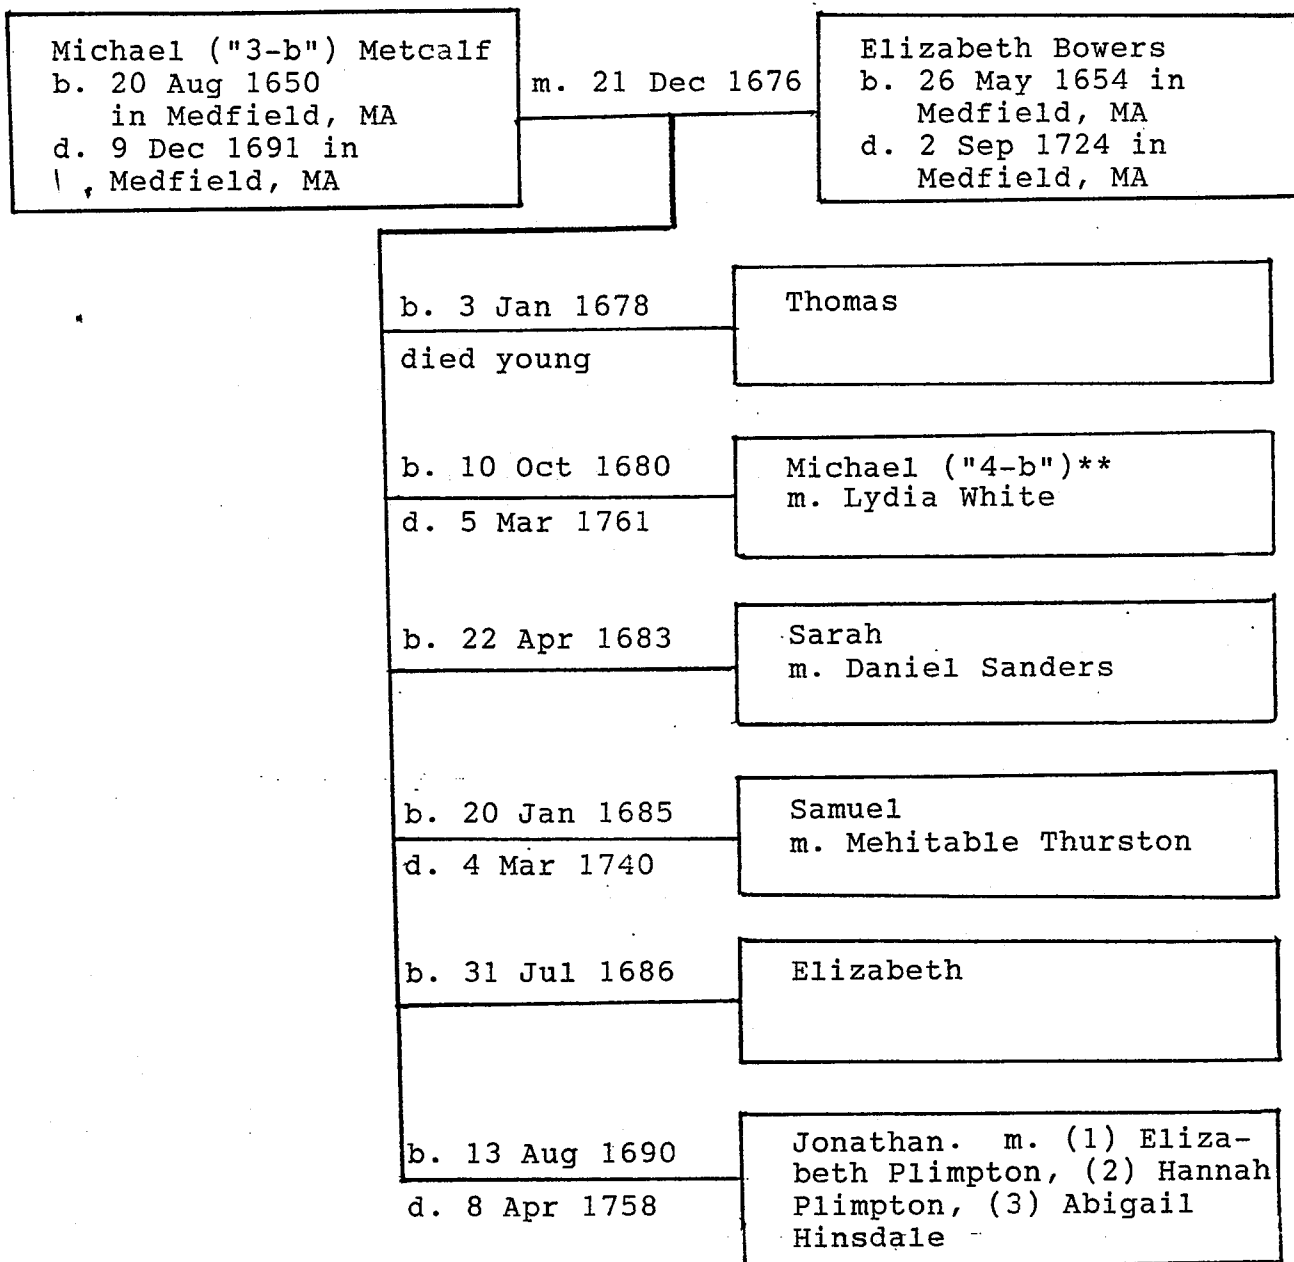 Michael ("3-b") Metcalf
b. 20 Aug 1650
in Medfield, MA
d. 9 Dec 1691 in
Medfield, MA
m. 21 Dec 1676
Elizabeth Bowers
b. 26 May 1654 in
Medfield, MA
d. 2 Sep 1724 in
Medfield, MA
b. 3 Jan 1678
died young
Thomas
b. 10 Oct 1680
d. 5 Mar 1761
Michael ("4-b")**
m. Lydia White
b. 22 Apr 1683
Sarah
m. Daniel Sanders
b. 20 Jan 1685
d. 4 Mar 1740
Samuel
m. Mehitable Thurston
b. 31 Jul 1686
Elizabeth
b. 13 Aug 1690
d. 8 Apr 1758
Jonathan. m. (1) Eliza-
beth Plimpton, (2) Hannah
Plimpton, (3) Abigail
Hinsdale